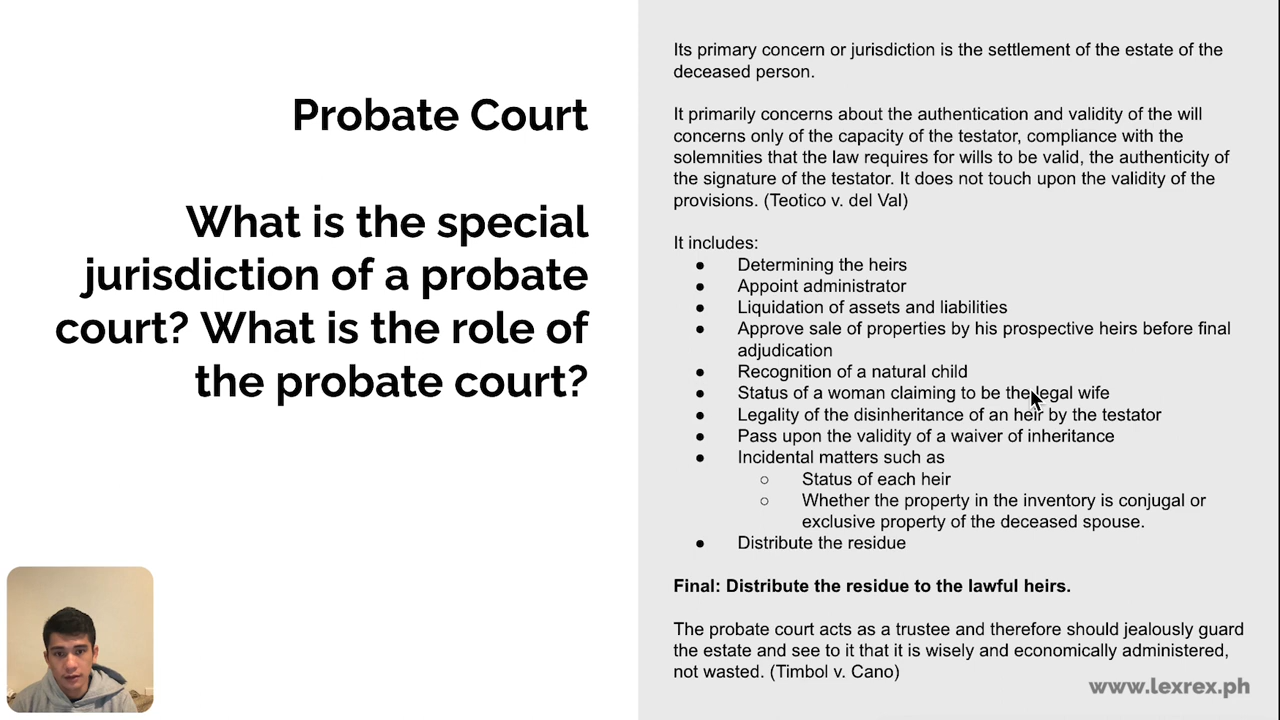 Probate Court
What is the special
jurisdiction of a probate
court? What is the role of
the probate court?
Its primary concern or jurisdiction is the settlement of the estate of the
deceased person.
It primarily concerns about the authentication and validity of the will
concerns only of the capacity of the testator, compliance with the
solemnities that the law requires for wills to be valid, the authenticity of
the signature of the testator. It does not touch upon the validity of the
provisions. (Teotico v. del Val)
It includes:
● Determining the heirs
● Appoint administrator
● Liquidation of assets and liabilities
● Approve sale of properties by his prospective heirs before final
adjudication
● Recognition of a natural child
● Status of a woman claiming to be the legal wife
● Legality of the disinheritance of an heir by the testator
● Pass upon the validity of a waiver of inheritance
● Incidental matters such as
○ Status of each heir
○ Whether the property in the inventory is conjugal or
exclusive property of the deceased spouse.
● Distribute the residue
Final: Distribute the residue to the lawful heirs.
The probate court acts as a trustee and therefore should jealously guard
the estate and see to it that it is wisely and economically administered,
not wasted. (Timbol v. Cano)
www.lexrex.ph